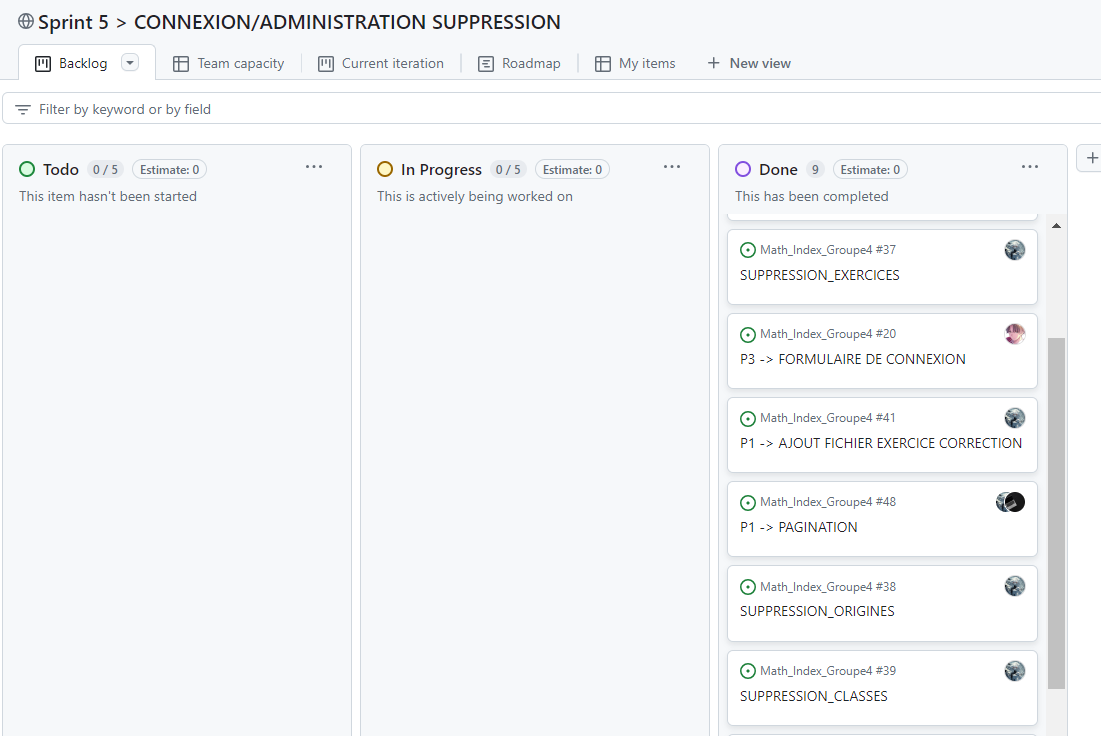 Sprint 5 > CONNEXION/ADMINISTRATION SUPPRESSION
Backlog
Team capacity
Current iteration
Roadmap
My items
New view
Filter by keyword or by field
Todo 0 / 5 Estimate: 0
This item hasn't been started
In Progress 0 / 5 Estimate: 0
This is actively being worked on
Done 9 Estimate: 0
This has been completed
Math_Index_Groupe4 #37
SUPPRESSION_EXERCICES
Math_Index_Groupe4 #20
P3 -> FORMULAIRE DE CONNEXION
Math_Index_Groupe4 #41
P1 -> AJOUT FICHIER EXERCICE CORRECTION
Math_Index_Groupe4 #48
P1 -> PAGINATION
Math_Index_Groupe4 #38
SUPPRESSION_ORIGINES
Math_Index_Groupe4 #39
SUPPRESSION_CLASSES